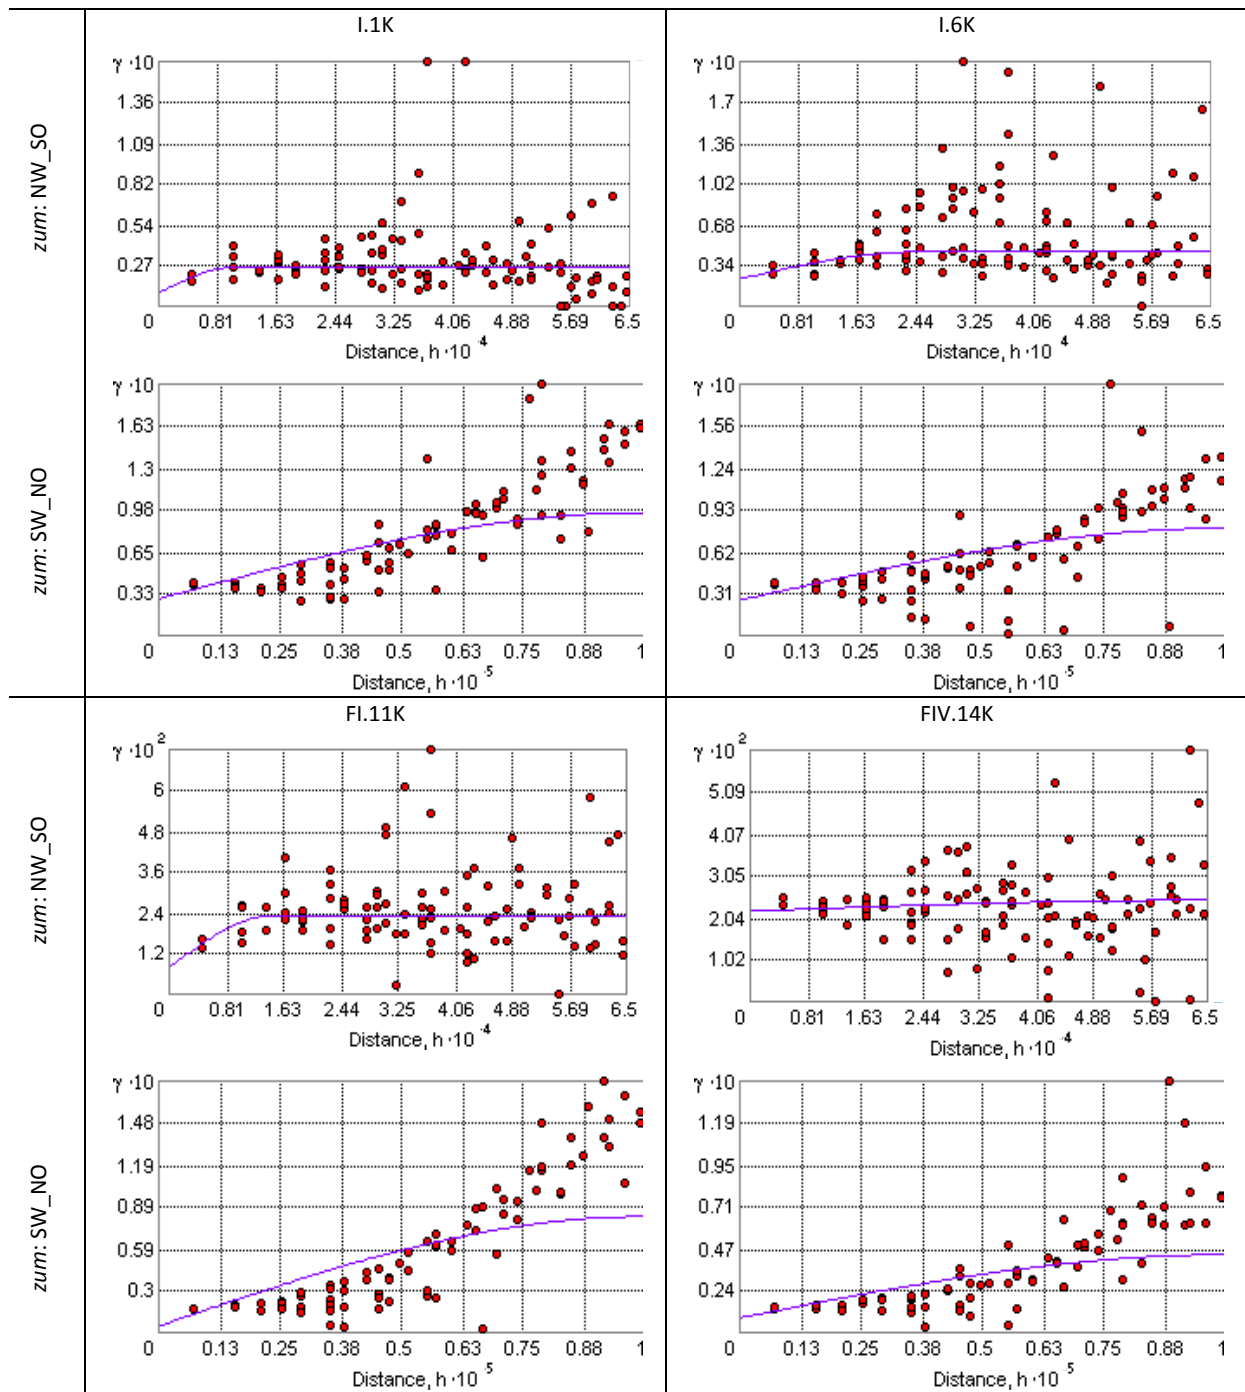 I.1K
I.6K
zum: NW_SO
γ ·10
1.36
1.09
0.82
0.54
0.27
0 0.81 1.63 2.44 3.25 4.06 4.88 5.69 6.5
Distance, h ·10 -4
γ ·10
1.7
1.36
1.02
0.68
0.34
0 0.81 1.63 2.44 3.25 4.06 4.88 5.69 6.5
Distance, h ·10 -4
zum: SW_NO
γ ·10
1.63
1.3
0.98
0.65
0.33
0 0.13 0.25 0.38 0.5 0.63 0.75 0.88 1
Distance, h ·10 -5
γ ·10
1.56
1.24
0.93
0.62
0.31
0 0.13 0.25 0.38 0.5 0.63 0.75 0.88 1
Distance, h ·10 -5
FI.11K
FIV.14K
zum: NW_SO
γ ·10 2
6
4.8
3.6
2.4
1.2
0 0.81 1.63 2.44 3.25 4.06 4.88 5.69 6.5
Distance, h ·10 -4
γ ·10 2
5.09
4.07
3.05
2.04
1.02
0 0.81 1.63 2.44 3.25 4.06 4.88 5.69 6.5
Distance, h ·10 -4
zum: SW_NO
γ ·10
1.48
1.19
0.89
0.59
0.3
0 0.13 0.25 0.38 0.5 0.63 0.75 0.88 1
Distance, h ·10 -5
γ ·10
1.19
0.95
0.71
0.47
0.24
0 0.13 0.25 0.38 0.5 0.63 0.75 0.88 1
Distance, h ·10 -5